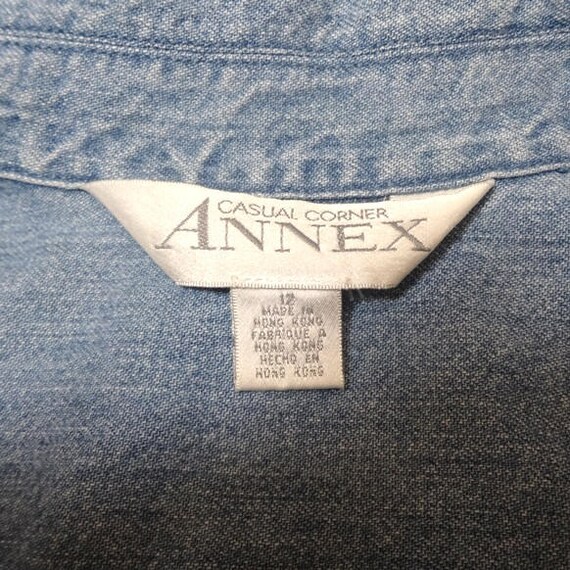 CASUAL CORNER
ANNEX
12
MADE IN
HONG KONG
FABRIQUE A
HONG KONG
HECHO EN
HONG KONG